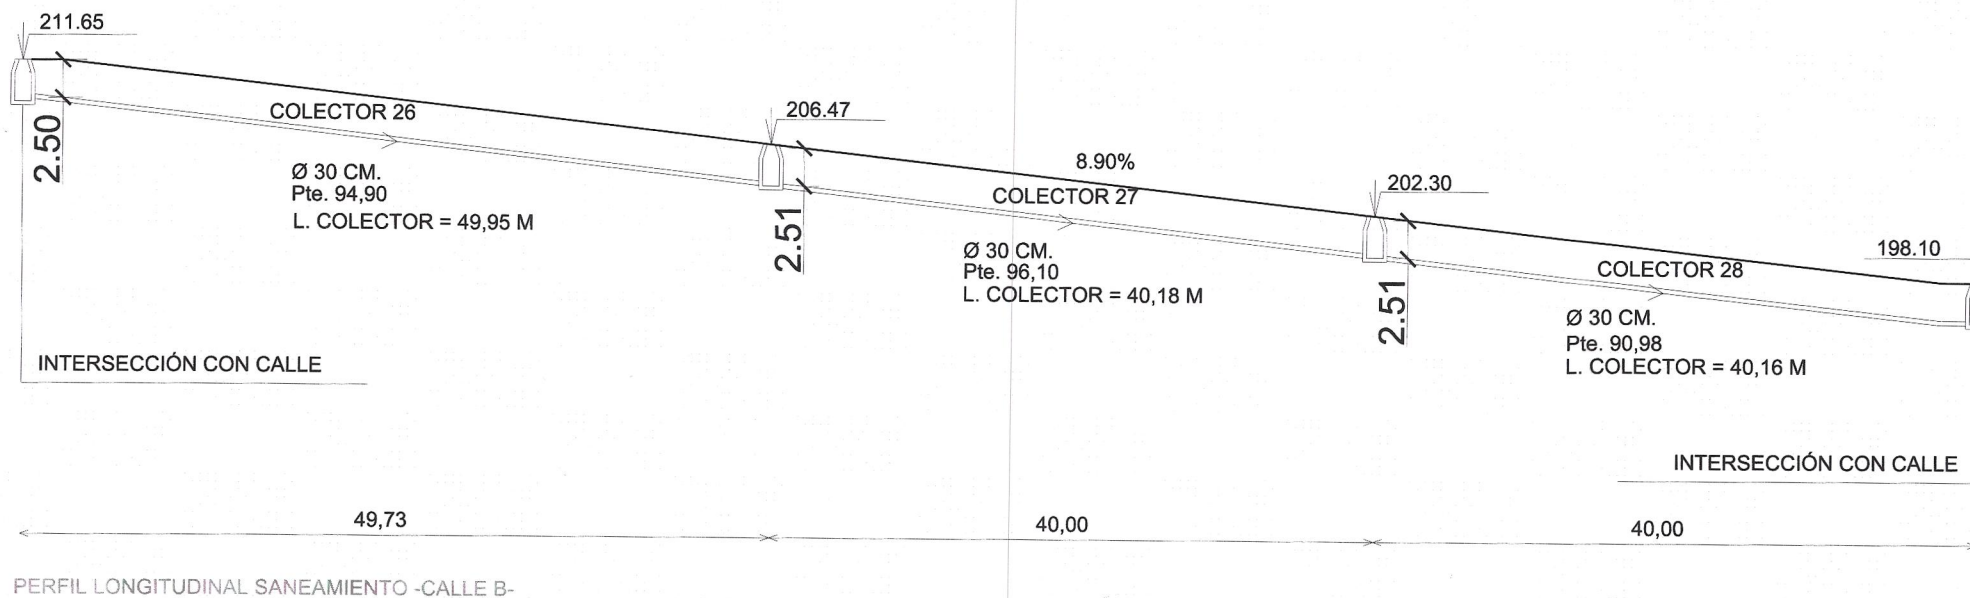 211.65
COLECTOR 26
2.50
Ø 30 CM.
Pte. 94,90
L. COLECTOR = 49,95 M
206.47
8.90%
COLECTOR 27
2.51
Ø 30 CM.
Pte. 96,10
L. COLECTOR = 40,18 M
202.30
198.10
COLECTOR 28
2.51
Ø 30 CM.
Pte. 90,98
L. COLECTOR = 40,16 M
INTERSECCIÓN CON CALLE
INTERSECCIÓN CON CALLE
49,73
40,00
40,00
PERFIL LONGITUDINAL SANEAMIENTO -CALLE B-